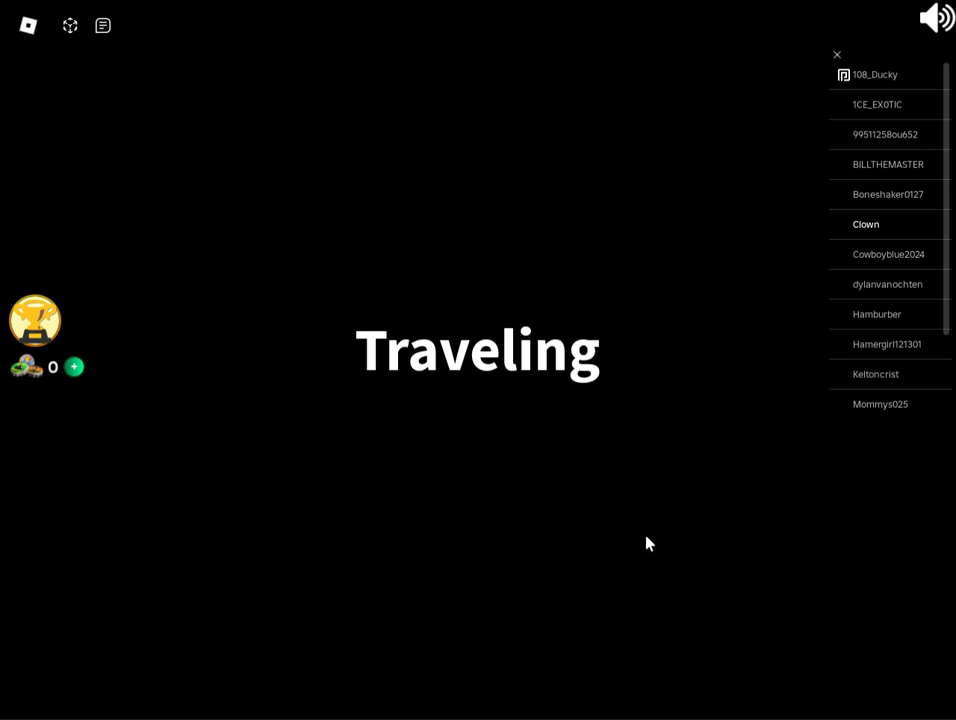 108_Ducky
1CE_EX0TIC
99511258ou652
BILLTHEMASTER
Boneshaker0127
Clown
Cowboyblue2024
dylanvanochten
Hamburber
Hamergirl121301
Keltoncrist
Mommys025
0
Traveling